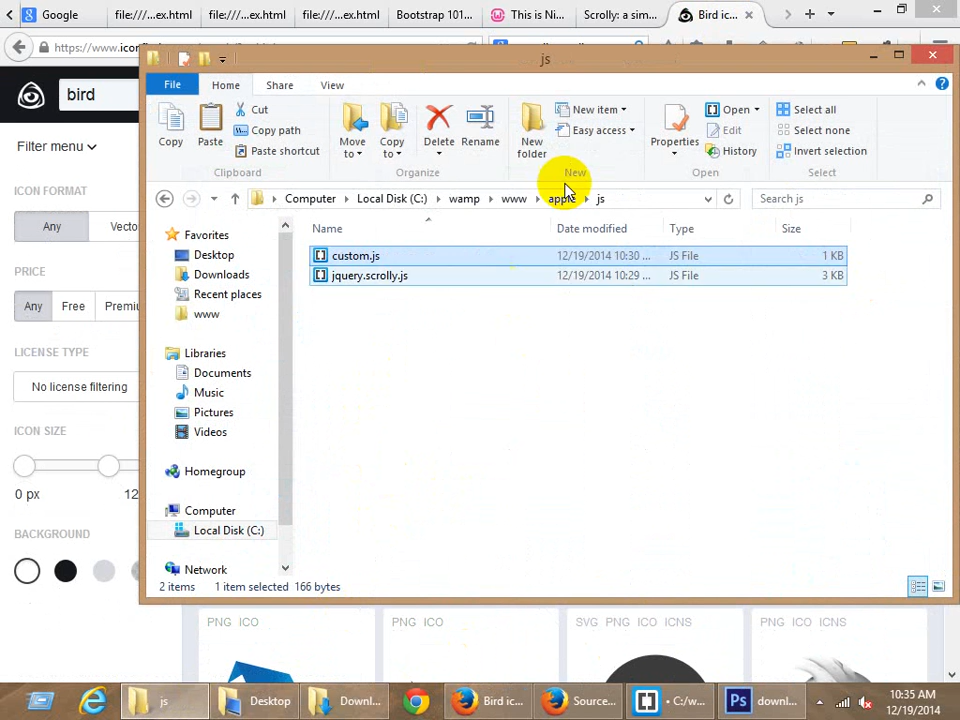 Google
file:///...ex.html
file:///...ex.html
file:///...ex.html
Bootstrap 101...
This is Ni...
Scrolly: a sim...
Bird ic...
https://www.iconfi
js
bird
File
Home
Share
View
Filter menu
Copy
Paste
Cut
Copy path
Paste shortcut
Clipboard
Move to
Copy to
Delete
Rename
Organize
New folder
New item
Easy access
New
Properties
Open
Edit
History
Open
Select all
Select none
Invert selection
Select
ICON FORMAT
Any
Vecto
Computer
Local Disk (C:)
wamp
www
js
Search js
Name
Date modified
Type
Size
custom.js
12/19/2014 10:30 ...
JS File
1 KB
jquery.scrolly.js
12/19/2014 10:29 ...
JS File
3 KB
Favorites
Desktop
Downloads
Recent places
www
Libraries
Documents
Music
Pictures
Videos
Homegroup
Computer
Local Disk (C:)
Network
PRICE
Any
Free
Premiu
LICENSE TYPE
No license filtering
ICON SIZE
0 px
12
BACKGROUND
2 items
1 item selected 166 bytes
PNG ICO
PNG ICO
SVG PNG ICO ICNS
PNG ICO ICNS
js
Desktop
Downl...
Bird ic...
Source...
• C:/w...
Ps
downl...
10:35 AM
12/19/2014